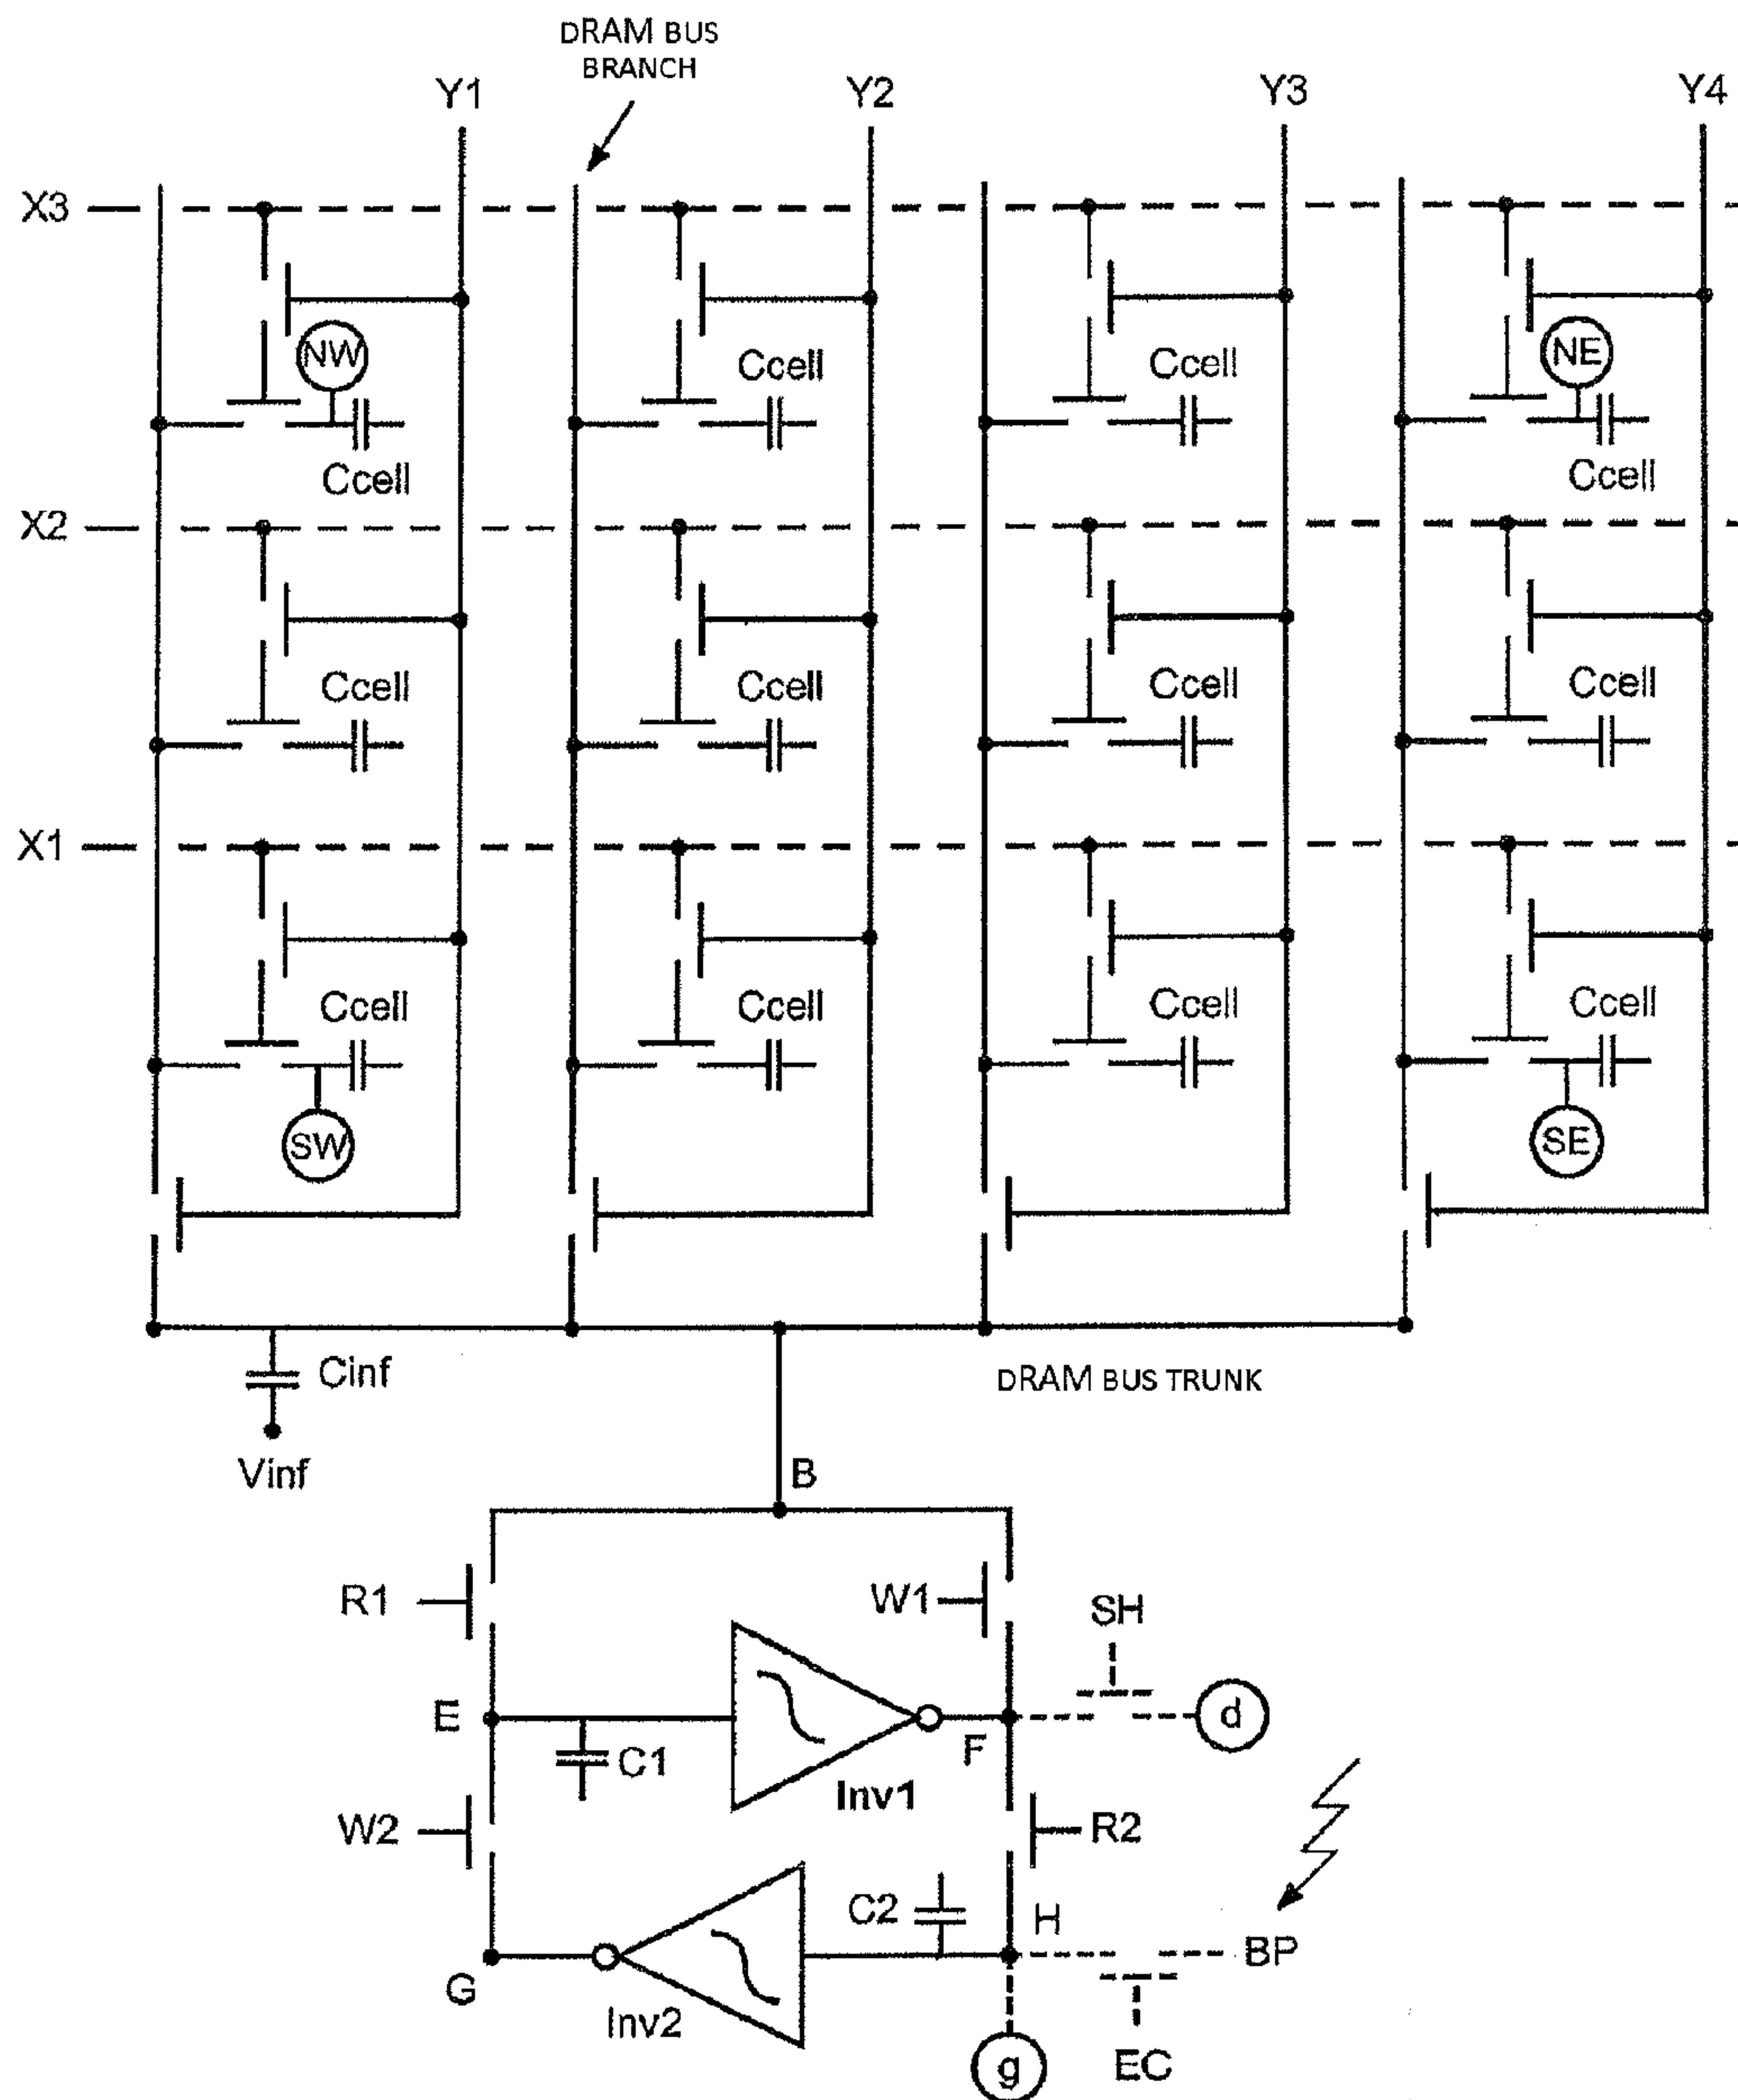 DRAM BUS
BRANCH
Y1
Y2
Y3
Y4
X3
NW
Ccell
Ccell
NE
Ccell
Ccell
X2
Ccell
Ccell
Ccell
Ccell
X1
Ccell
Ccell
Ccell
Ccell
SW
SE
Cinf
DRAM BUS TRUNK
Vinf
B
R1
W1
SH
E
F
d
C1
Inv1
W2
R2
C2
H
BP
G
Inv2
g
EC